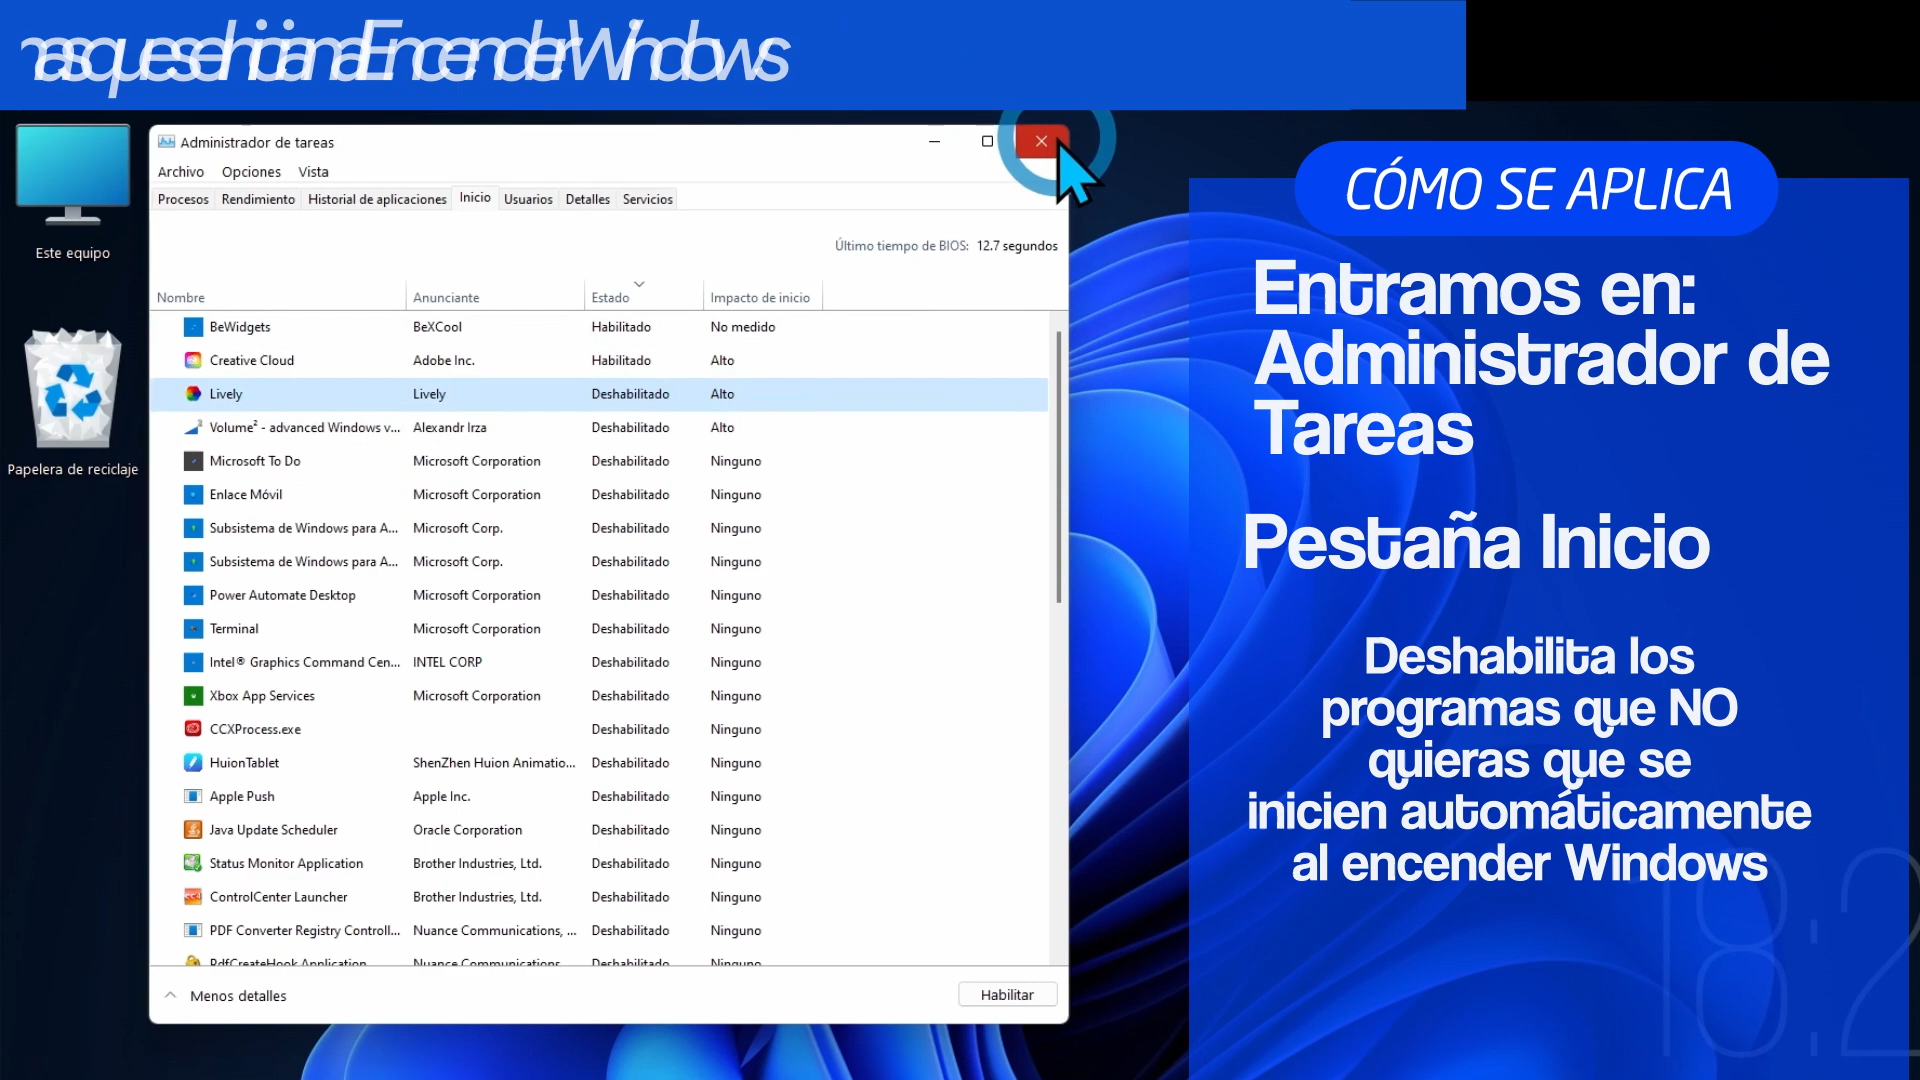 Administrador de tareas
Archivo Opciones Vista
Procesos Rendimiento Historial de aplicaciones Inicio Usuarios Detalles Servicios
Último tiempo de BIOS: 12.7 segundos
Nombre Anunciante Estado Impacto de inicio
BeWidgets BeXCool Habilitado No medido
Creative Cloud Adobe Inc. Habilitado Alto
Lively Lively Deshabilitado Alto
Volume² - advanced Windows v... Alexandr Irza Deshabilitado Alto
Microsoft To Do Microsoft Corporation Deshabilitado Ninguno
Enlace Móvil Microsoft Corporation Deshabilitado Ninguno
Subsistema de Windows para A... Microsoft Corp. Deshabilitado Ninguno
Subsistema de Windows para A... Microsoft Corp. Deshabilitado Ninguno
Power Automate Desktop Microsoft Corporation Deshabilitado Ninguno
Terminal Microsoft Corporation Deshabilitado Ninguno
Intel® Graphics Command Cen... INTEL CORP Deshabilitado Ninguno
Xbox App Services Microsoft Corporation Deshabilitado Ninguno
CCXProcess.exe Deshabilitado Ninguno
HuionTablet ShenZhen Huion Animatio... Deshabilitado Ninguno
Apple Push Apple Inc. Deshabilitado Ninguno
Java Update Scheduler Oracle Corporation Deshabilitado Ninguno
Status Monitor Application Brother Industries, Ltd. Deshabilitado Ninguno
ControlCenter Launcher Brother Industries, Ltd. Deshabilitado Ninguno
PDF Converter Registry Controll... Nuance Communications, ... Deshabilitado Ninguno
PdfCreateHook Application Nuance Communications Deshabilitado Ninguno
Menos detalles Habilitar
Este equipo
Papelera de reciclaje
CÓMO SE APLICA
Entramos en:
Administrador de
Tareas
Pestaña Inicio
Deshabilita los
programas que NO
quieras que se
inicien automáticamente
al encender Windows
18:2